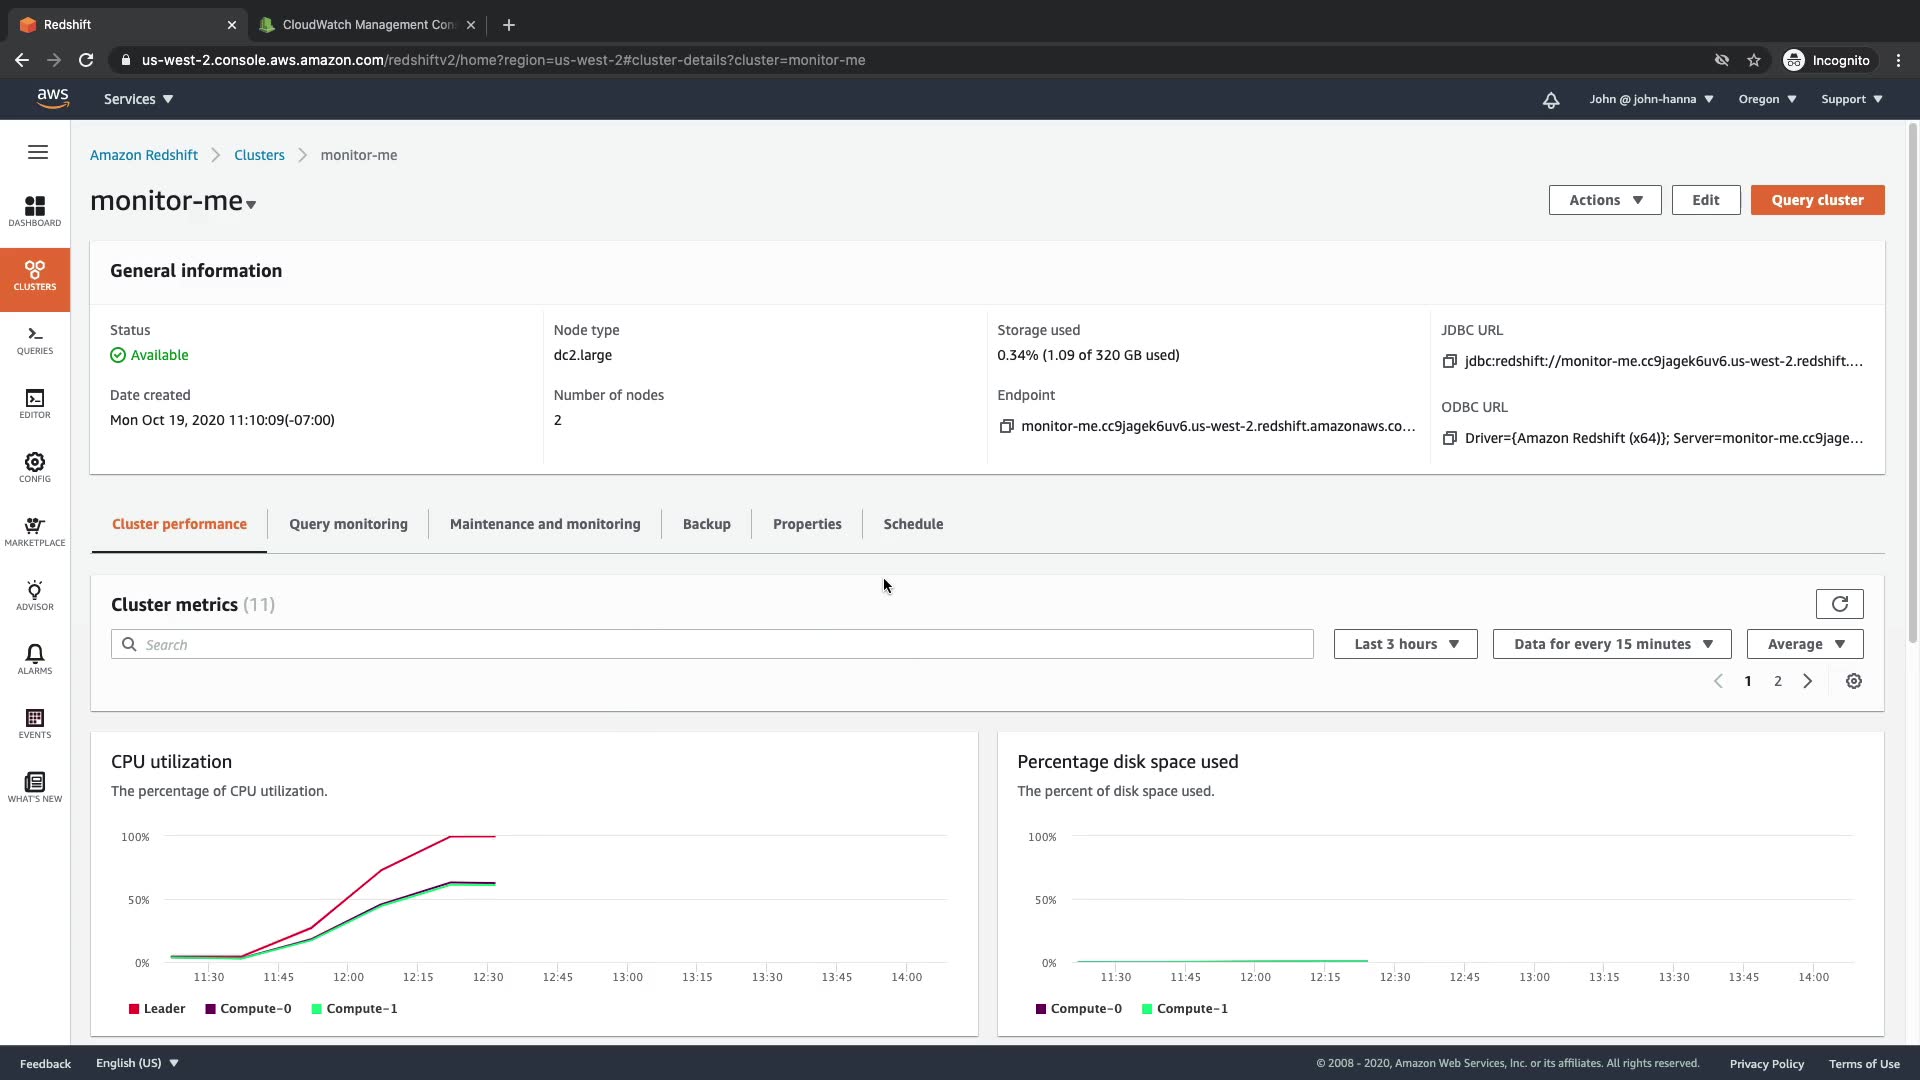 Redshift
CloudWatch Management Con
us-west-2.console.aws.amazon.com/redshiftv2/home?region=us-west-2#cluster-details?cluster=monitor-me
Incognito
aws
Services
John @ john-hanna
Oregon
Support
Amazon Redshift
Clusters
monitor-me
monitor-me
Actions
Edit
Query cluster
DASHBOARD
CLUSTERS
QUERIES
EDITOR
CONFIG
MARKETPLACE
ADVISOR
ALARMS
EVENTS
WHAT'S NEW
General information
Status
Available
Date created
Mon Oct 19, 2020 11:10:09(-07:00)
Node type
dc2.large
Number of nodes
2
Storage used
0.34% (1.09 of 320 GB used)
Endpoint
monitor-me.cc9jagek6uv6.us-west-2.redshift.amazonaws.co...
JDBC URL
jdbc:redshift://monitor-me.cc9jagek6uv6.us-west-2.redshift....
ODBC URL
Driver={Amazon Redshift (x64)}; Server=monitor-me.cc9jage...
Cluster performance
Query monitoring
Maintenance and monitoring
Backup
Properties
Schedule
Cluster metrics (11)
Search
Last 3 hours
Data for every 15 minutes
Average
1
2
CPU utilization
The percentage of CPU utilization.
100%
50%
0%
11:30 11:45 12:00 12:15 12:30 12:45 13:00 13:15 13:30 13:45 14:00
Leader Compute-0 Compute-1
Percentage disk space used
The percent of disk space used.
100%
50%
0%
11:30 11:45 12:00 12:15 12:30 12:45 13:00 13:15 13:30 13:45 14:00
Compute-0 Compute-1
Feedback
English (US)
© 2008 - 2020, Amazon Web Services, Inc. or its affiliates. All rights reserved.
Privacy Policy
Terms of Use